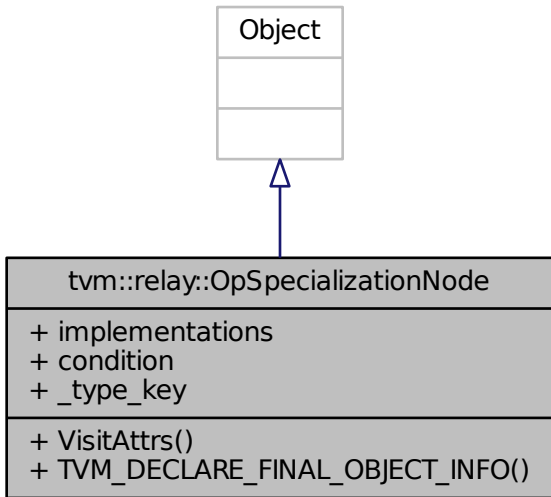 Object
tvm::relay::OpSpecializationNode
+ implementations
+ condition
+ _type_key
+ VisitAttrs()
+ TVM_DECLARE_FINAL_OBJECT_INFO()